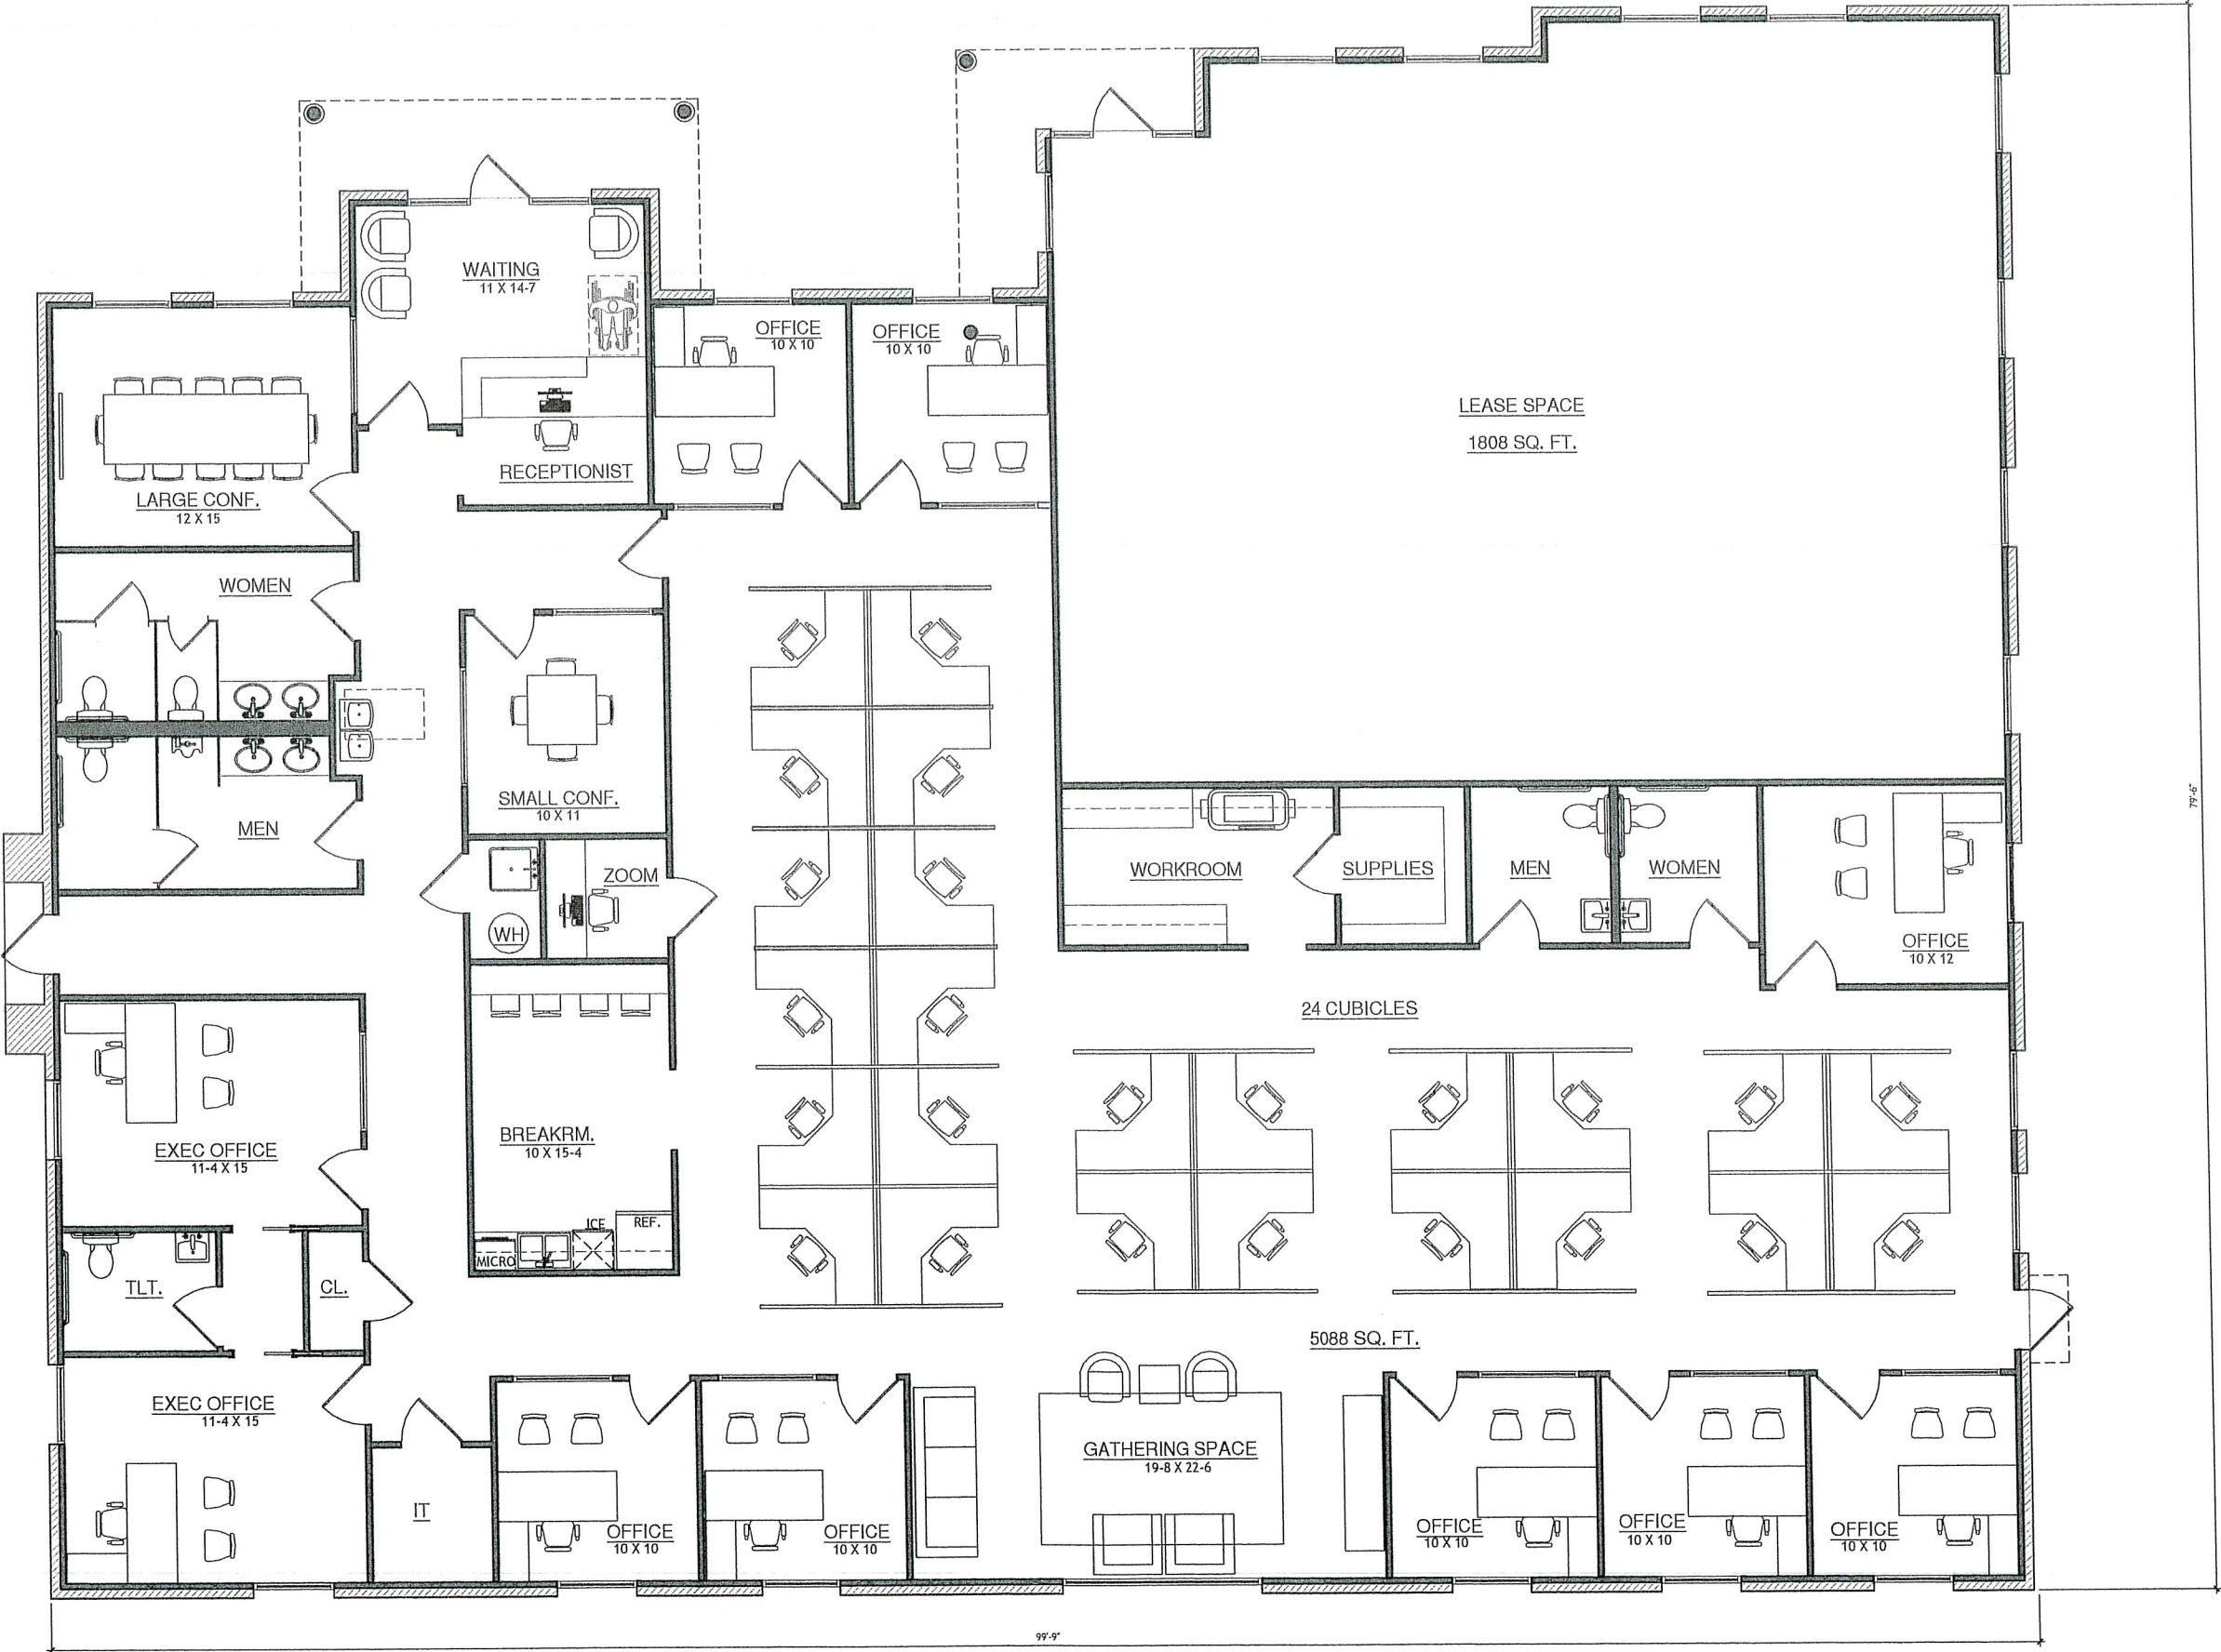 WAITING
11 X 14-7
OFFICE
10 X 10
OFFICE
10 X 10
LEASE SPACE
1808 SQ. FT.
RECEPTIONIST
LARGE CONF.
12 X 15
WOMEN
SMALL CONF.
10 X 11
MEN
79'-6"
WORKROOM
SUPPLIES
MEN
WOMEN
ZOOM
WH
OFFICE
10 X 12
24 CUBICLES
BREAKRM.
10 X 15-4
EXEC OFFICE
11-4 X 15
ICE
REF.
MICRO
TLT.
CL.
5088 SQ. FT.
EXEC OFFICE
11-4 X 15
GATHERING SPACE
19-8 X 22-6
IT
OFFICE
10 X 10
OFFICE
10 X 10
OFFICE
10 X 10
OFFICE
10 X 10
OFFICE
10 X 10
99'-9"